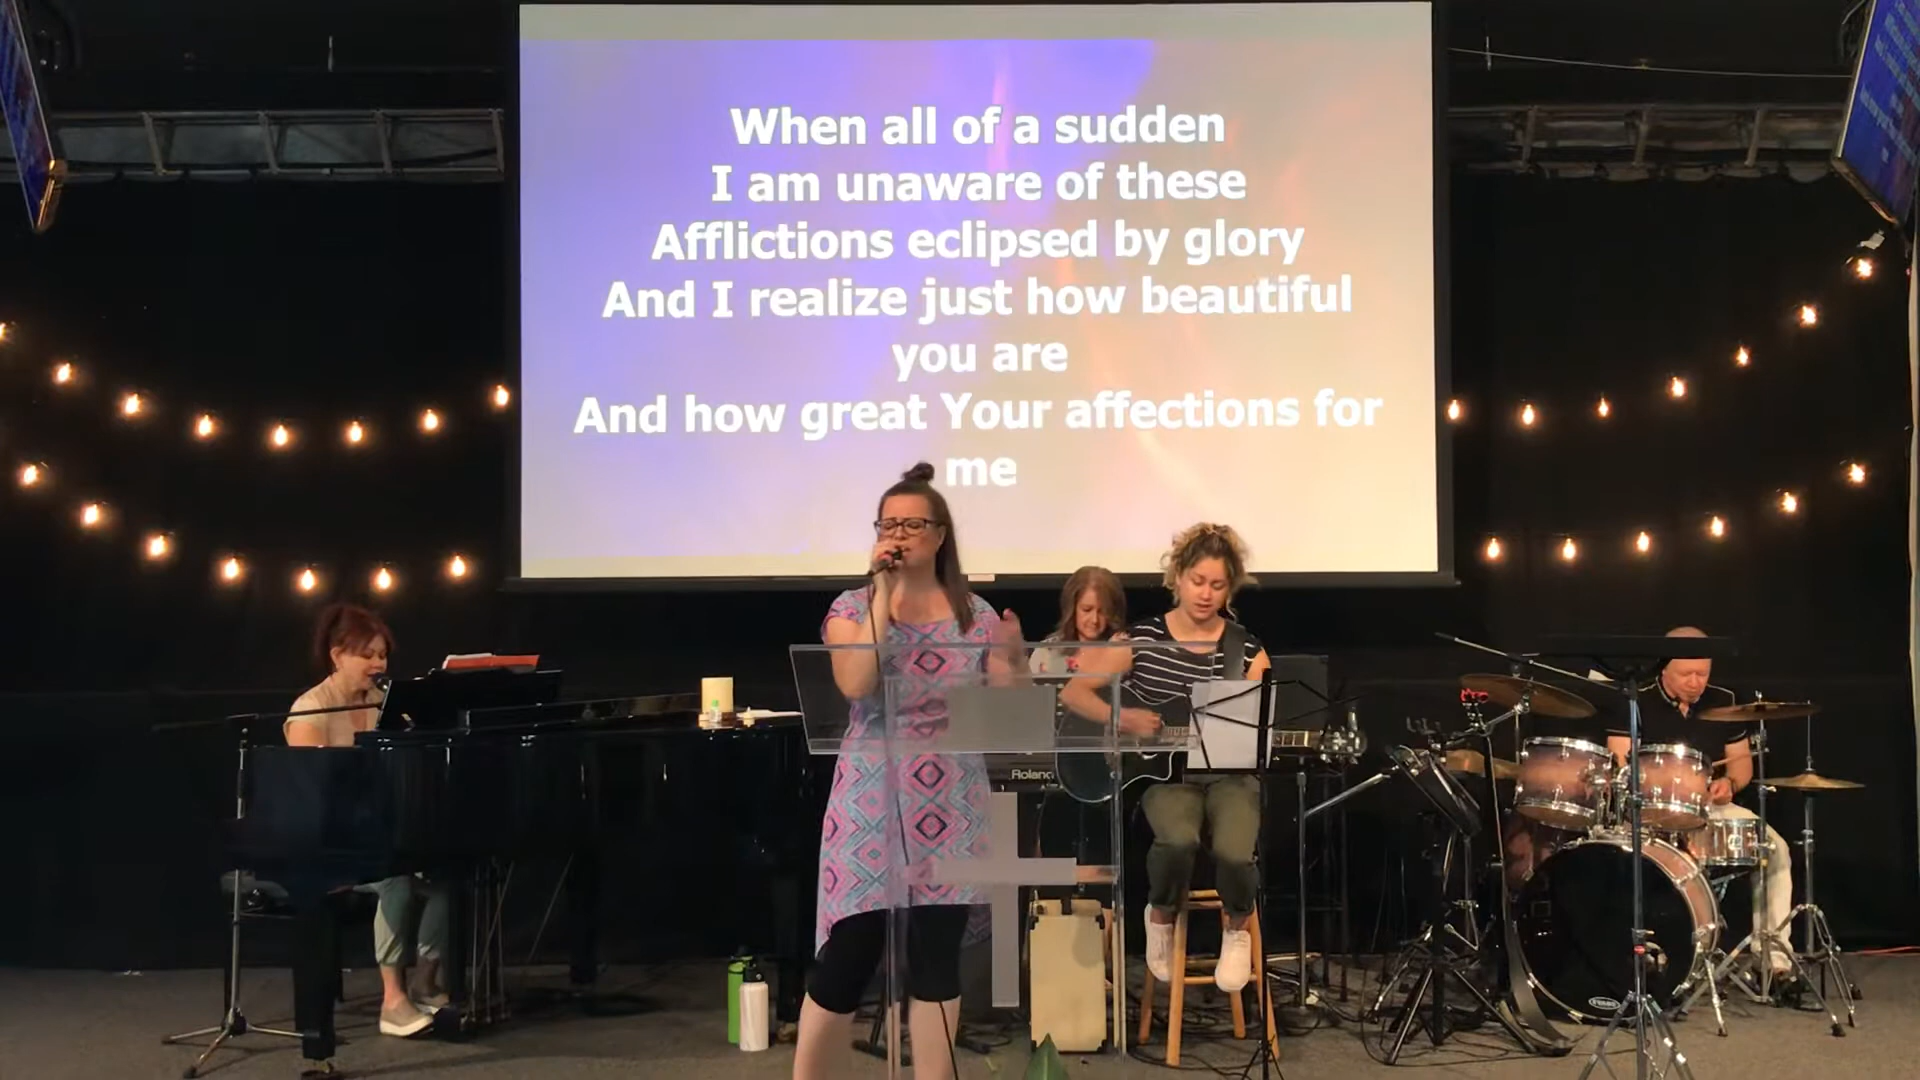 When all of a sudden
I am unaware of these
Afflictions eclipsed by glory
And I realize just how beautiful
you are
And how great Your affections for
me
Roland
EVANS